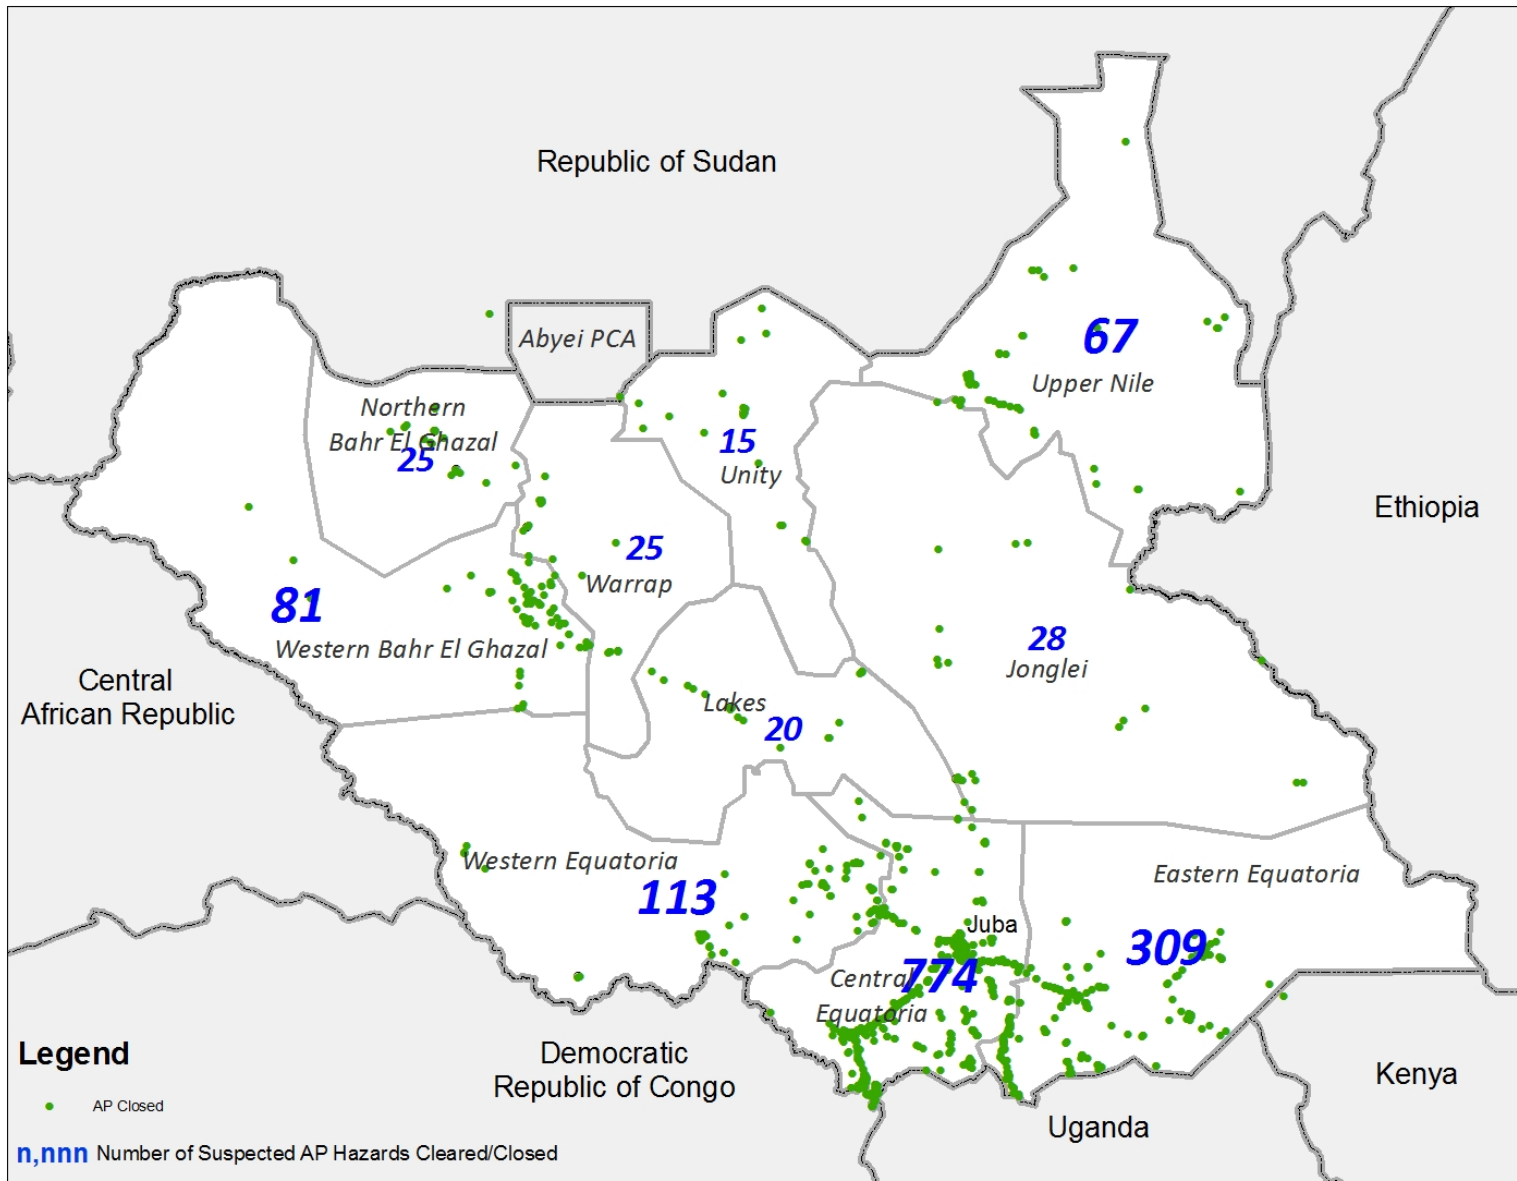 Republic of Sudan
Abyei PCA
67
Upper Nile
Northern
Bahr El Ghazal
25
15
Unity
Ethiopia
25
Warrap
81
Western Bahr El Ghazal
28
Jonglei
Central
African Republic
Lakes
20
Western Equatoria
113
Eastern Equatoria
309
Juba
774
Central
Equatoria
Legend
AP Closed
n,nnn Number of Suspected AP Hazards Cleared/Closed
Democratic
Republic of Congo
Kenya
Uganda